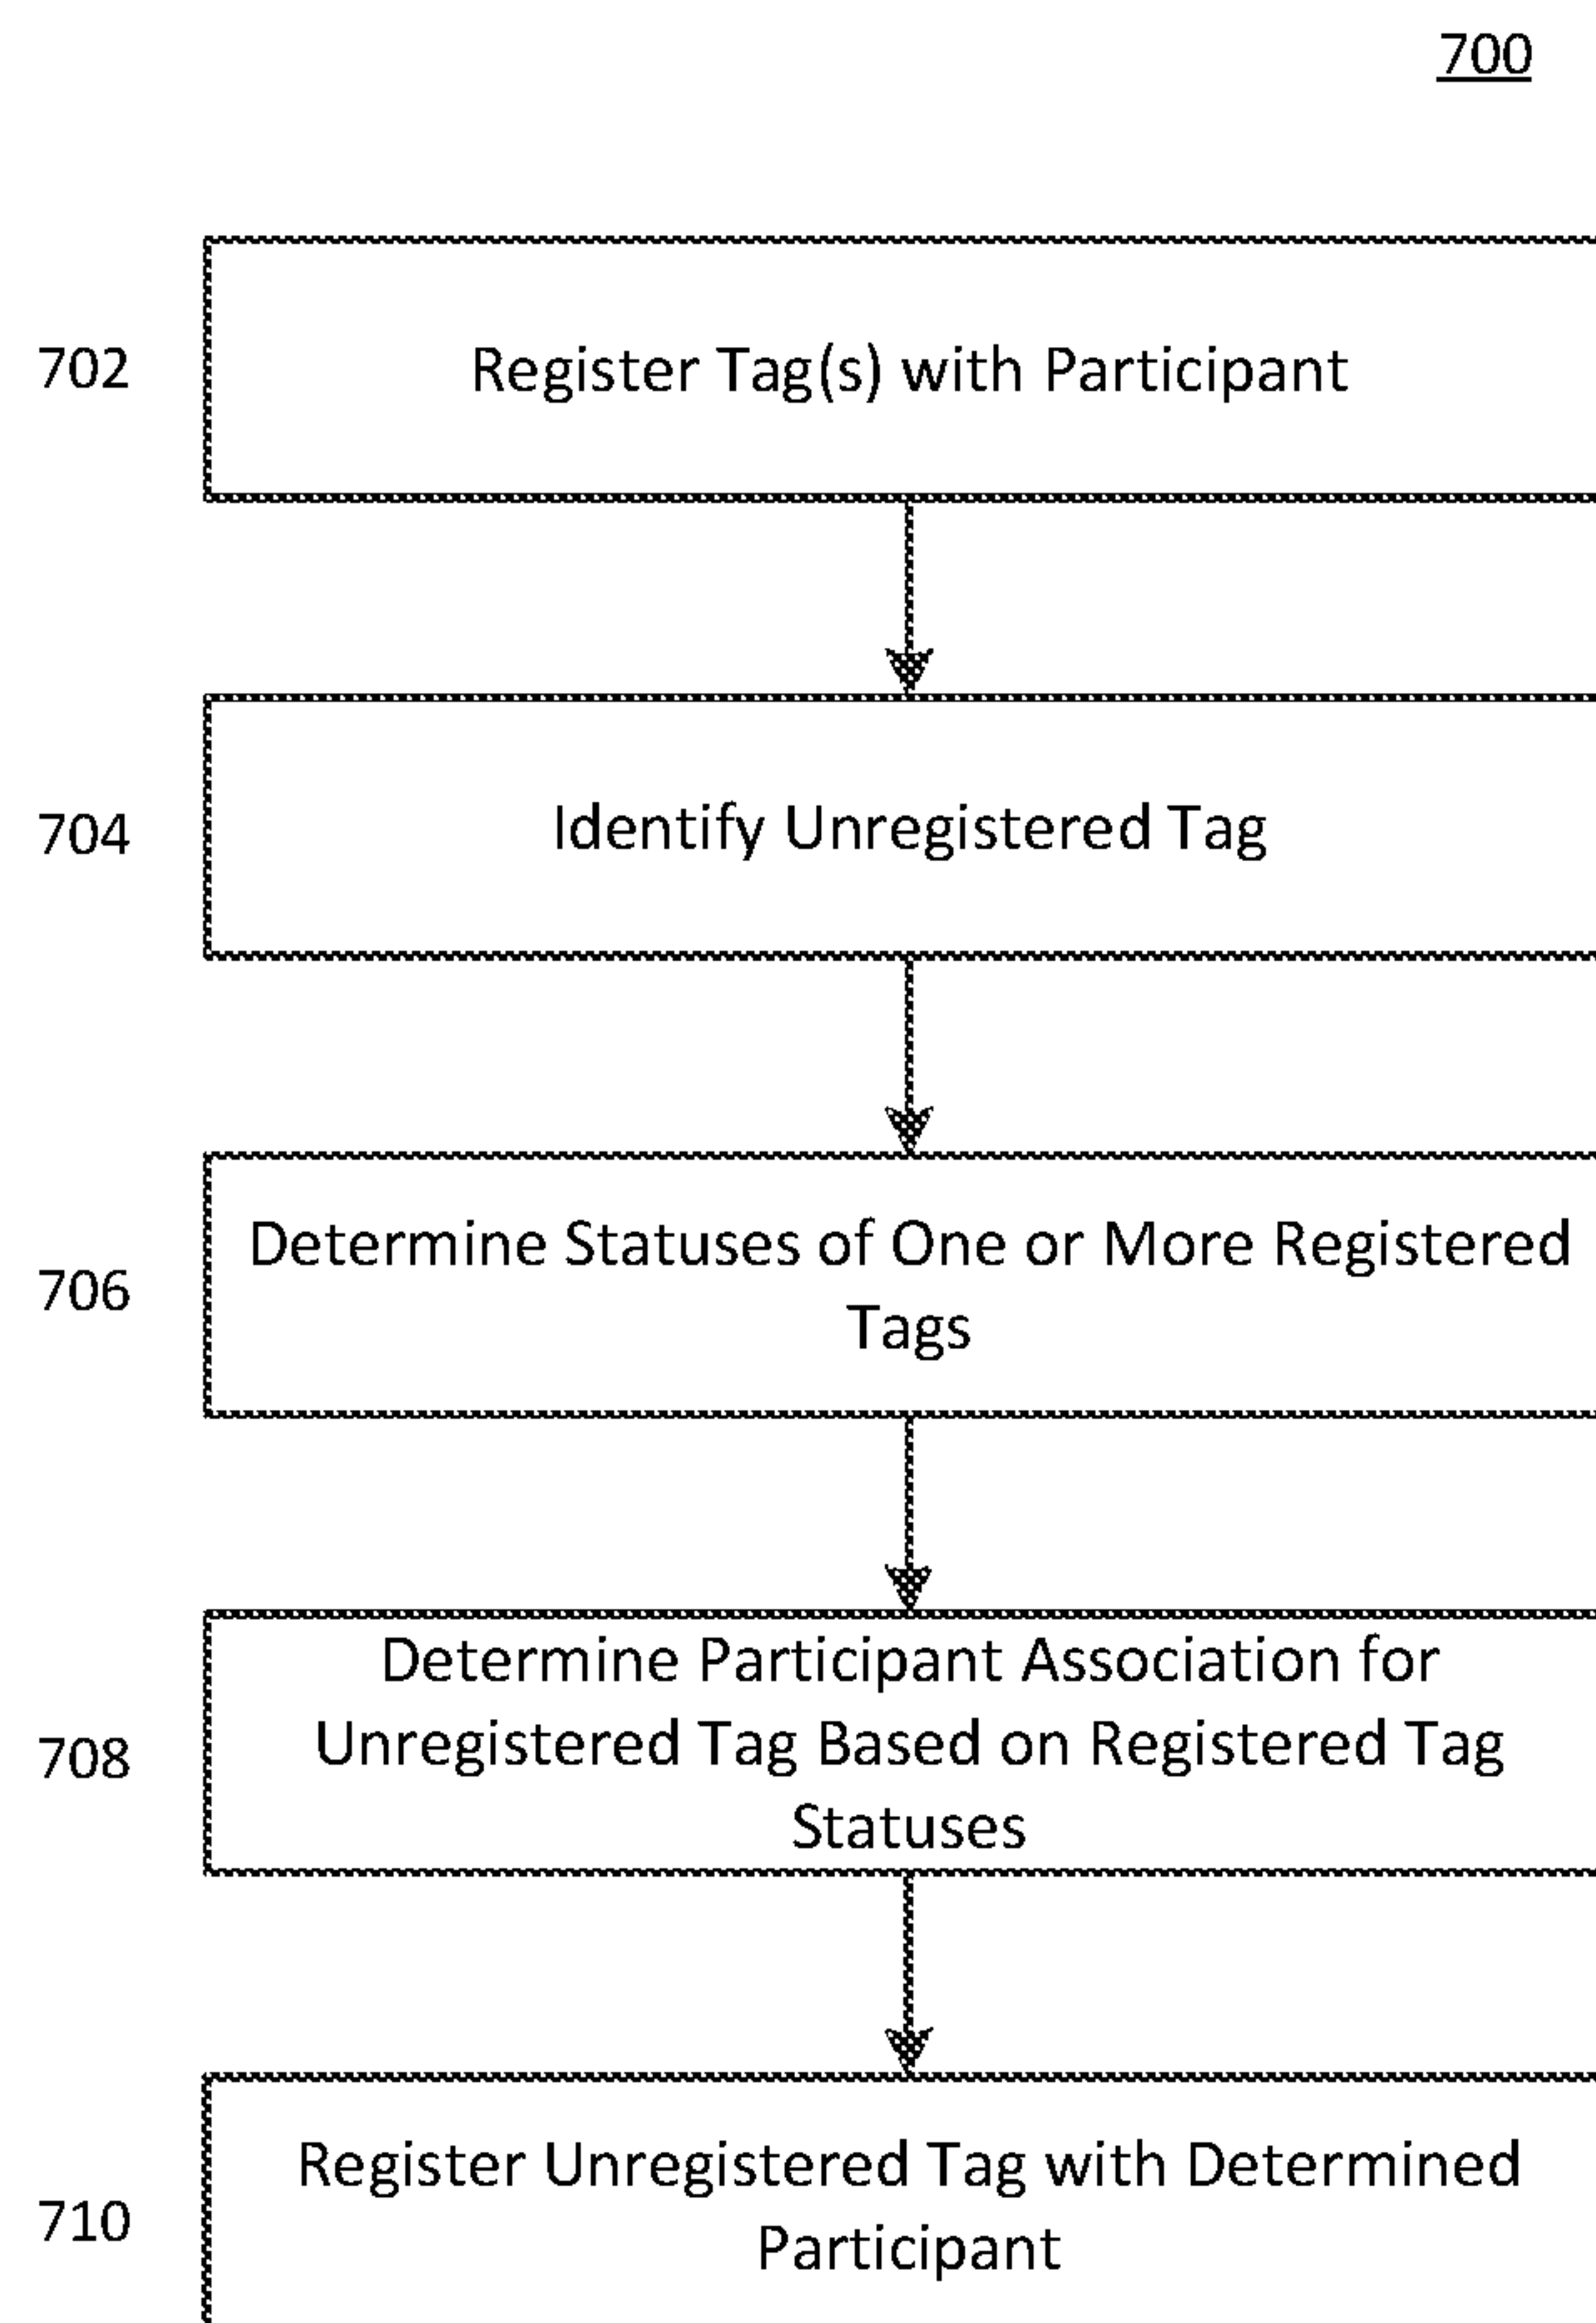 700
702
Register Tag(s) with Participant
704
Identify Unregistered Tag
706
Determine Statuses of One or More Registered
Tags
708
Determine Participant Association for
Unregistered Tag Based on Registered Tag
Statuses
710
Register Unregistered Tag with Determined
Participant